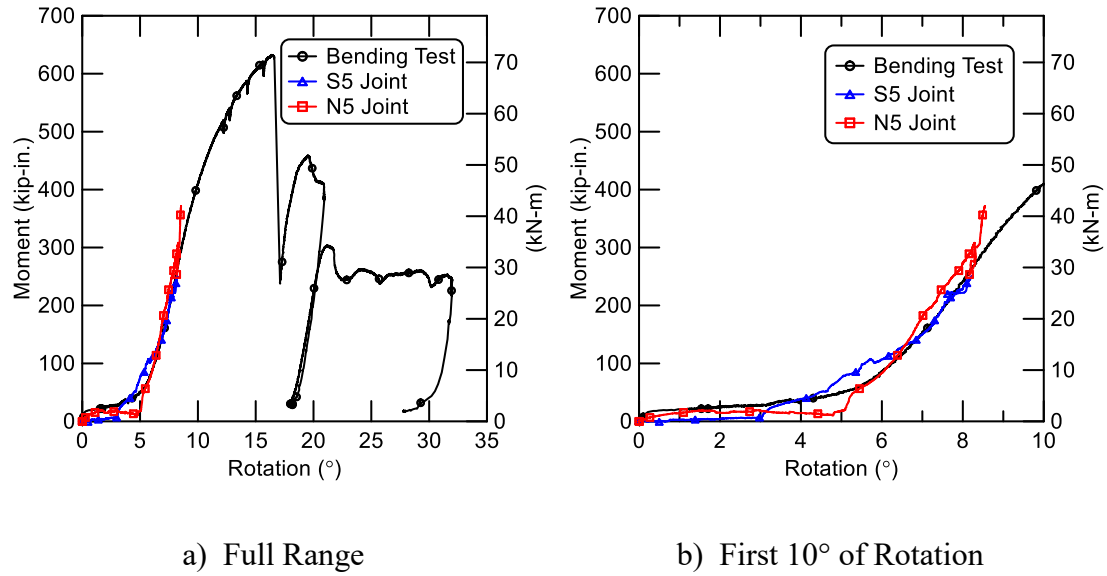 700
600
500
400
300
200
100
0
Moment (kip-in.)
0 5 10 15 20 25 30 35
Rotation (°)
70
60
50
40
30
20
10
0
(kN-m)
Bending Test
S5 Joint
N5 Joint
a) Full Range
700
600
500
400
300
200
100
0
Moment (kip-in.)
0 2 4 6 8 10
Rotation (°)
70
60
50
40
30
20
10
0
(kN-m)
Bending Test
S5 Joint
N5 Joint
b) First 10° of Rotation